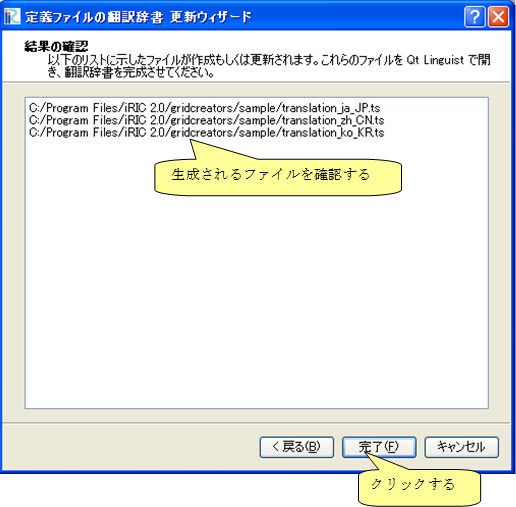 定義ファイルの翻訳辞書 更新ウィザード
結果の確認
以下のリストに示したファイルが作成もしくは更新されます。これらのファイルを Qt Linguist で開
き、翻訳辞書を完成させてください。
C:/Program Files/iRIC 2.0/gridcreators/sample/translation_ja_JP.ts
C:/Program Files/iRIC 2.0/gridcreators/sample/translation_zh_CN.ts
C:/Program Files/iRIC 2.0/gridcreators/sample/translation_ko_KR.ts
生成されるファイルを確認する
< 戻る(B) 完了(F) キャンセル
クリックする